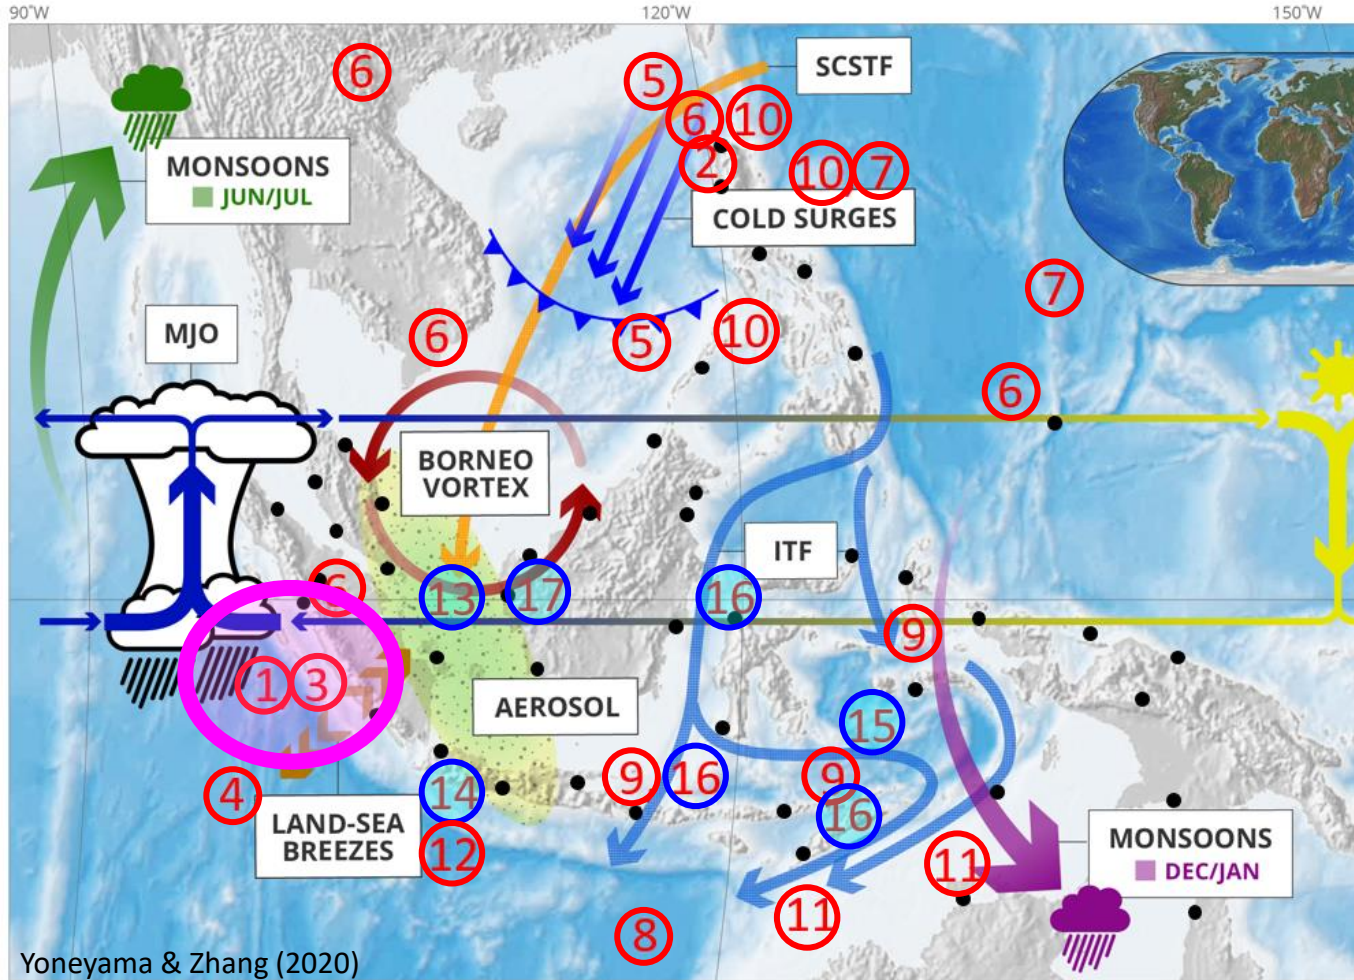 90°W 120°W 150°W
6
5
SCSTF
6
10
2
10
7
MONSOONS
JUN/JUL
COLD SURGES
7
MJO
6
5
10
6
BORNEO
VORTEX
ITF
6
13
17
16
9
1
3
AEROSOL
15
4
14
9
16
9
16
LAND-SEA
BREEZES
12
MONSOONS
DEC/JAN
11
11
8
Yoneyama & Zhang (2020)